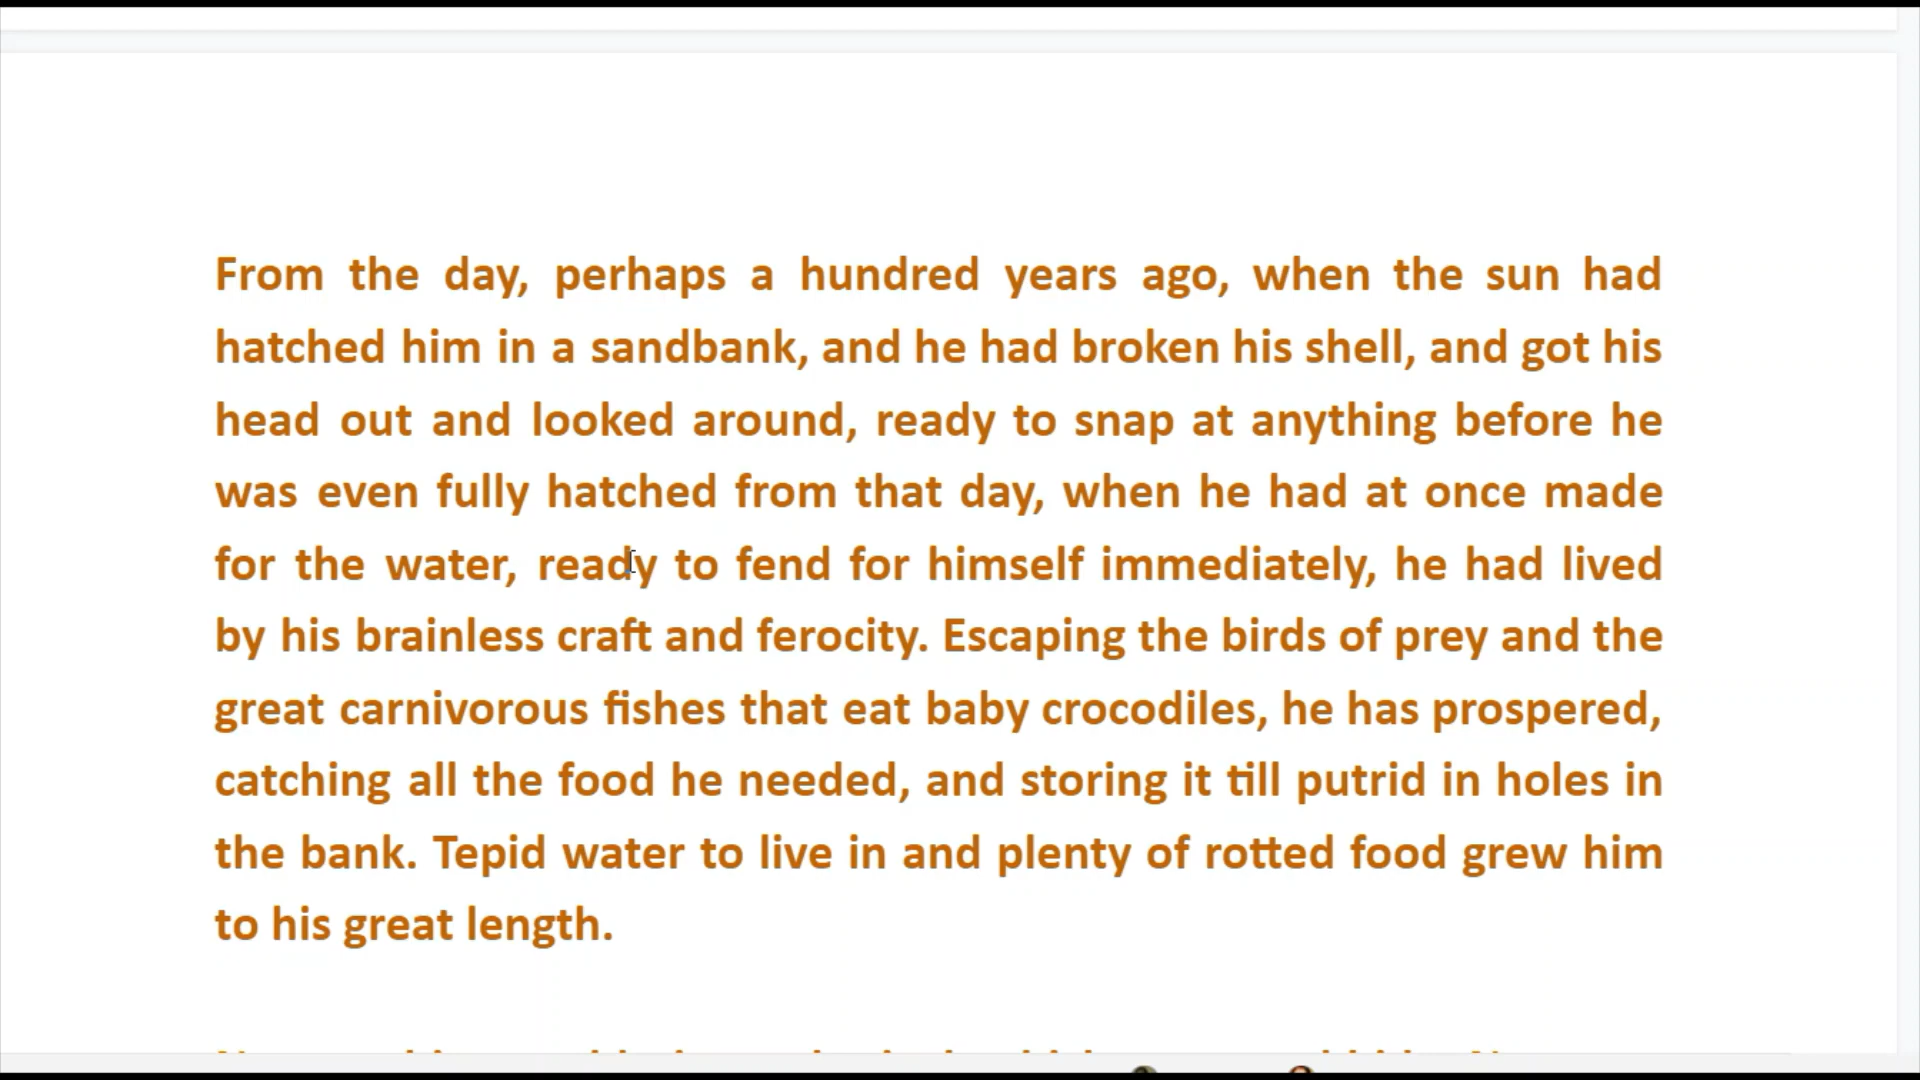 From the day, perhaps a hundred years ago, when the sun had
hatched him in a sandbank, and he had broken his shell, and got his
head out and looked around, ready to snap at anything before he
was even fully hatched from that day, when he had at once made
for the water, ready to fend for himself immediately, he had lived
by his brainless craft and ferocity. Escaping the birds of prey and the
great carnivorous fishes that eat baby crocodiles, he has prospered,
catching all the food he needed, and storing it till putrid in holes in
the bank. Tepid water to live in and plenty of rotted food grew him
to his great length.